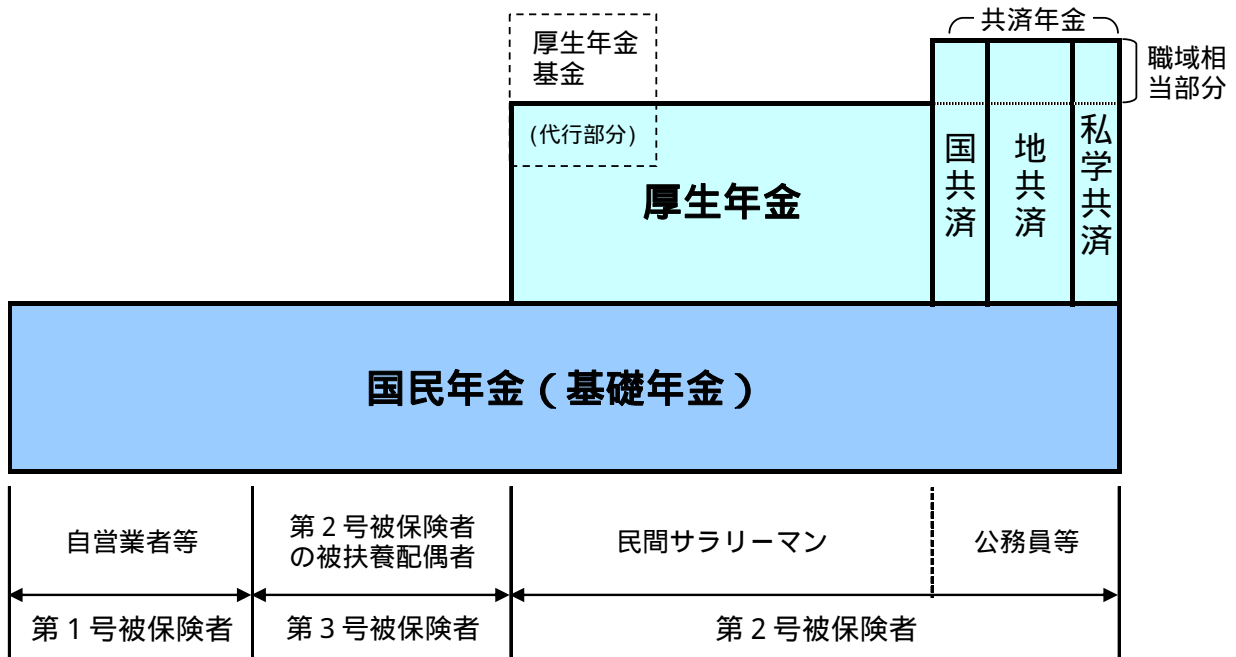 共済年金
厚生年金
基金
職域相
当部分
(代行部分)
厚生年金
国共済
地共済
私学共済
国民年金（基礎年金）
自営業者等
第２号被保険者
の被扶養配偶者
民間サラリーマン
公務員等
第１号被保険者
第３号被保険者
第２号被保険者